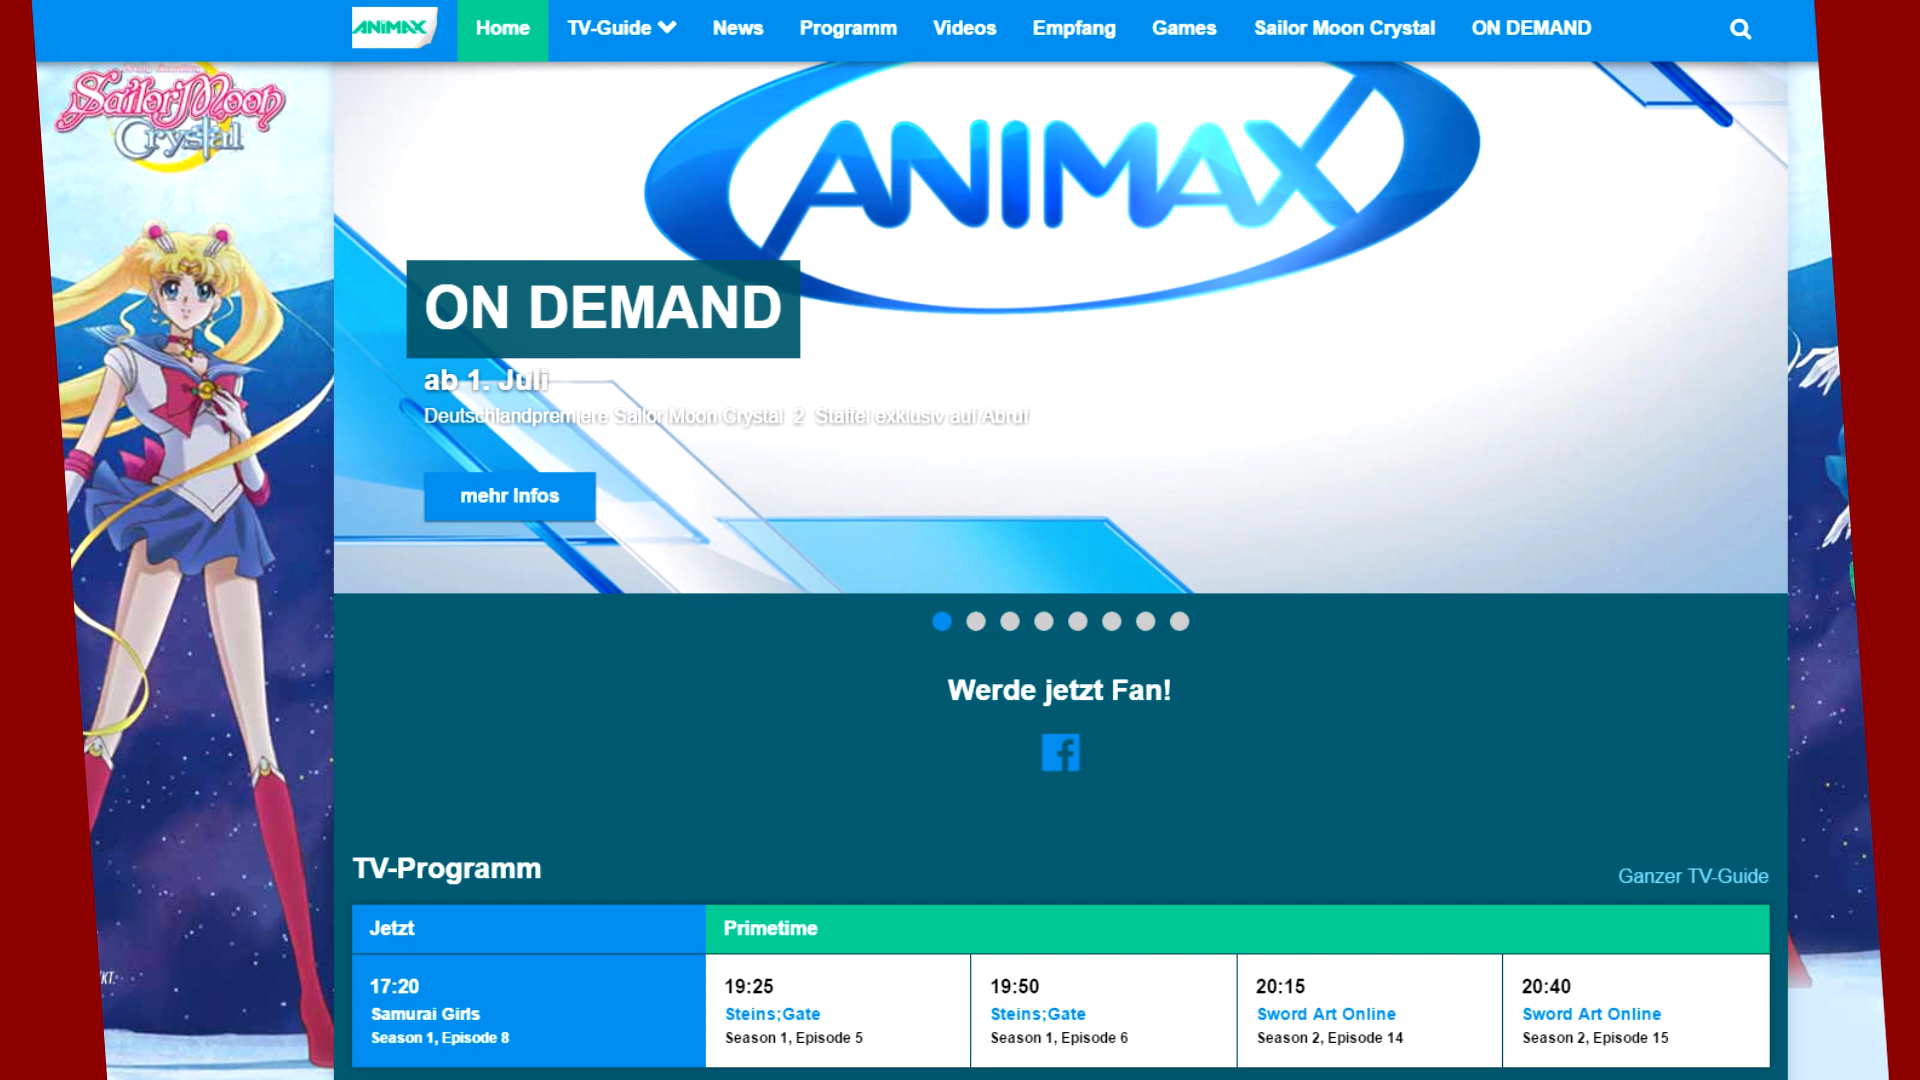 ANiMAX Home TV-Guide News Programm Videos Empfang Games Sailor Moon Crystal ON DEMAND
Sailor Moon
Crystal
ANIMAX
ON DEMAND
ab 1. Juli
Deutschlandpremiere Sailor Moon Crystal 2 Staffel exklusiv auf Abruf
mehr Infos
Werde jetzt Fan!
TV-Programm
Ganzer TV-Guide
Jetzt
Primetime
17:20
Samurai Girls
Season 1, Episode 8
19:25
Steins;Gate
Season 1, Episode 5
19:50
Steins;Gate
Season 1, Episode 6
20:15
Sword Art Online
Season 2, Episode 14
20:40
Sword Art Online
Season 2, Episode 15